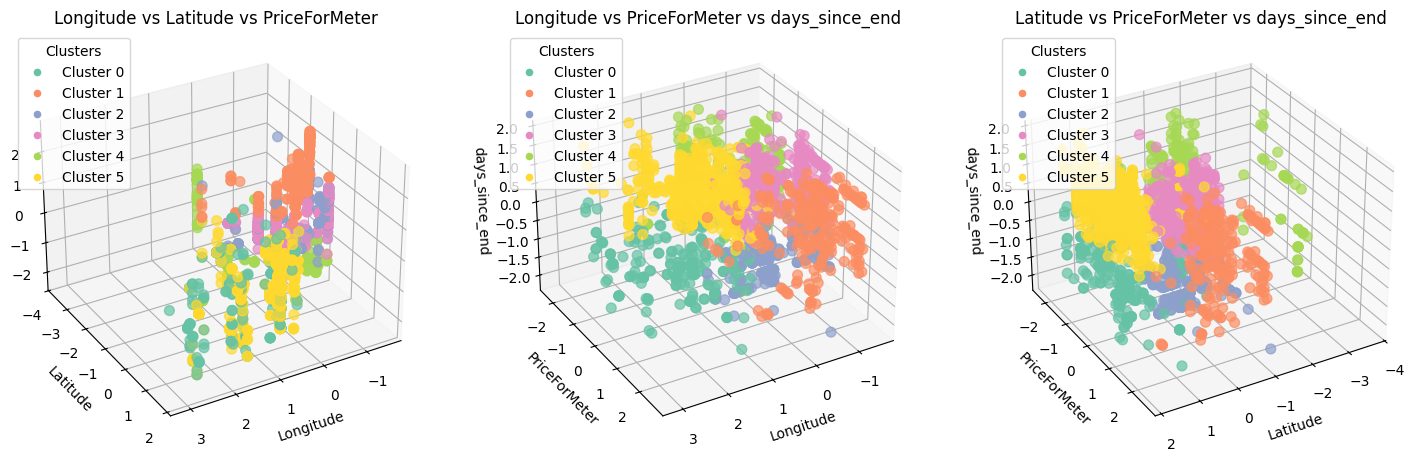 Longitude vs Latitude vs PriceForMeter
Clusters
Cluster 0
Cluster 1
Cluster 2
Cluster 3
Cluster 4
Cluster 5
2
1
0
−1
−2
−4
−3
−2
−1
0
1
2
Latitude
3
2
1
0
−1
Longitude
Longitude vs PriceForMeter vs days_since_end
Clusters
Cluster 0
Cluster 1
Cluster 2
Cluster 3
Cluster 4
Cluster 5
2.0
1.5
1.0
0.5
0.0
−0.5
−1.0
−1.5
−2.0
days_since_end
−2
−1
0
1
2
PriceForMeter
3
2
1
0
−1
Longitude
Latitude vs PriceForMeter vs days_since_end
Clusters
Cluster 0
Cluster 1
Cluster 2
Cluster 3
Cluster 4
Cluster 5
2.0
1.5
1.0
0.5
0.0
−0.5
−1.0
−1.5
−2.0
days_since_end
−2
−1
0
1
2
PriceForMeter
2
1
0
−1
−2
−3
−4
Latitude